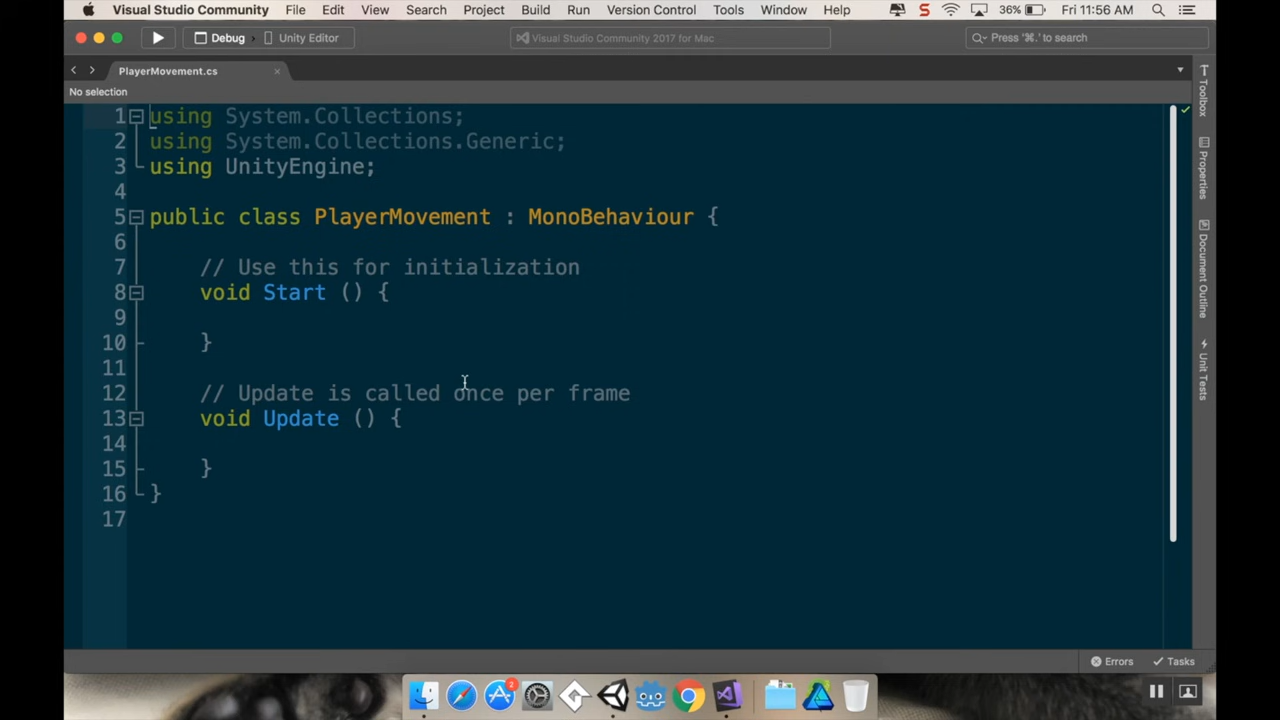 Visual Studio Community File Edit View Search Project Build Run Version Control Tools Window Help S 36% Fri 11:56 AM
Debug Unity Editor Visual Studio Community 2017 for Mac Press '⌘.' to search
PlayerMovement.cs
No selection
1 using System.Collections;
2 using System.Collections.Generic;
3 using UnityEngine;
4
5 public class PlayerMovement : MonoBehaviour {
6
7 // Use this for initialization
8 void Start () {
9
10 }
11
12 // Update is called once per frame
13 void Update () {
14
15 }
16 }
17
Toolbox
Properties
Document Outline
Unit Tests
Errors Tasks
2